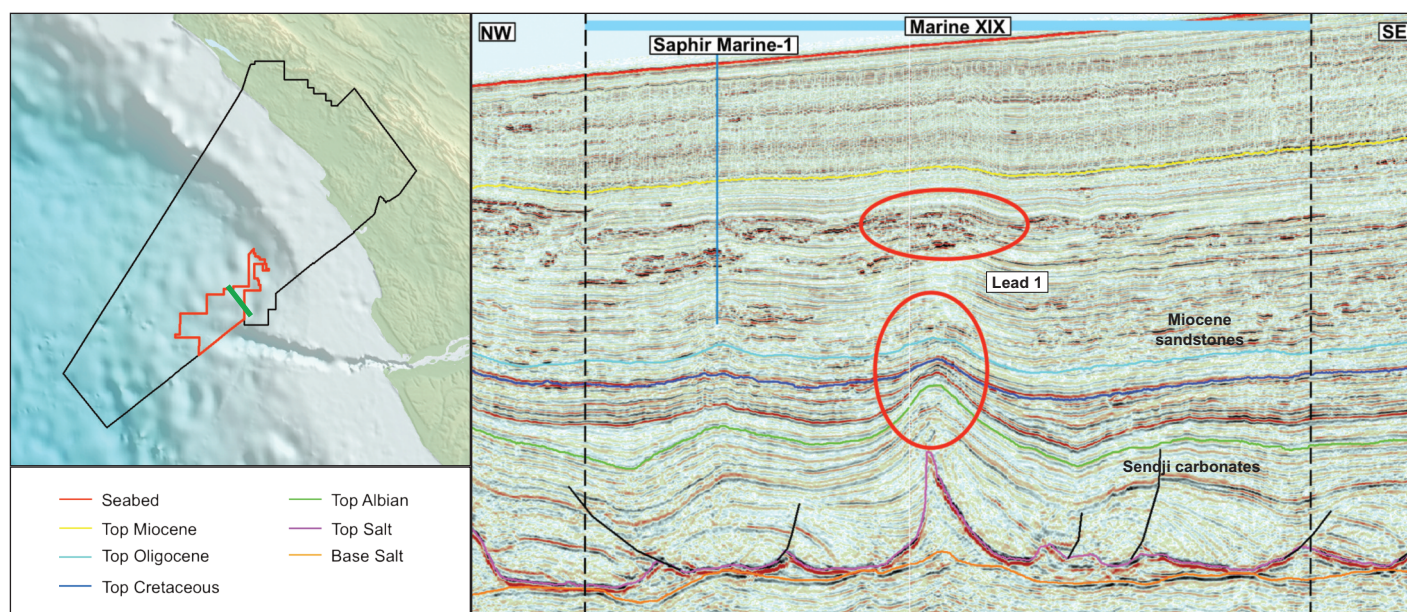 NW
Marine XIX
SE
Saphir Marine-1
Lead 1
Miocene
sandstones
Sendji carbonates
Seabed
Top Miocene
Top Oligocene
Top Cretaceous
Top Albian
Top Salt
Base Salt